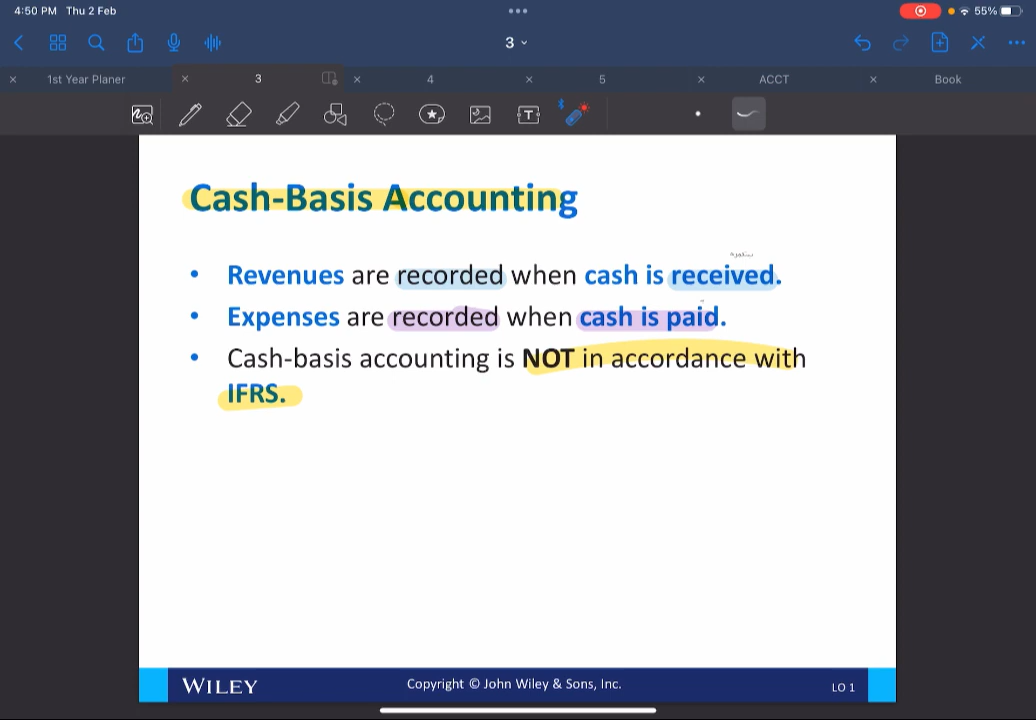 4:50 PM Thu 2 Feb
55%
3
1st Year Planer
3
4
5
ACCT
Book
T
Cash-Basis Accounting
• Revenues are recorded when cash is received.
• Expenses are recorded when cash is paid.
• Cash-basis accounting is NOT in accordance with
IFRS.
WILEY
Copyright © John Wiley & Sons, Inc.
LO 1